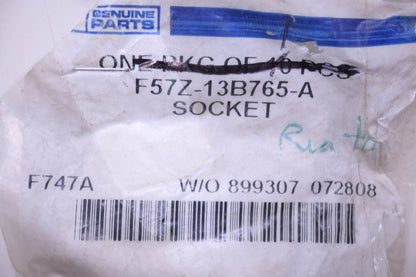 GENUINE
PARTS
ONE PKG OF 10 PCS
F57Z-13B765-A
SOCKET
F747A W/O 899307 072808